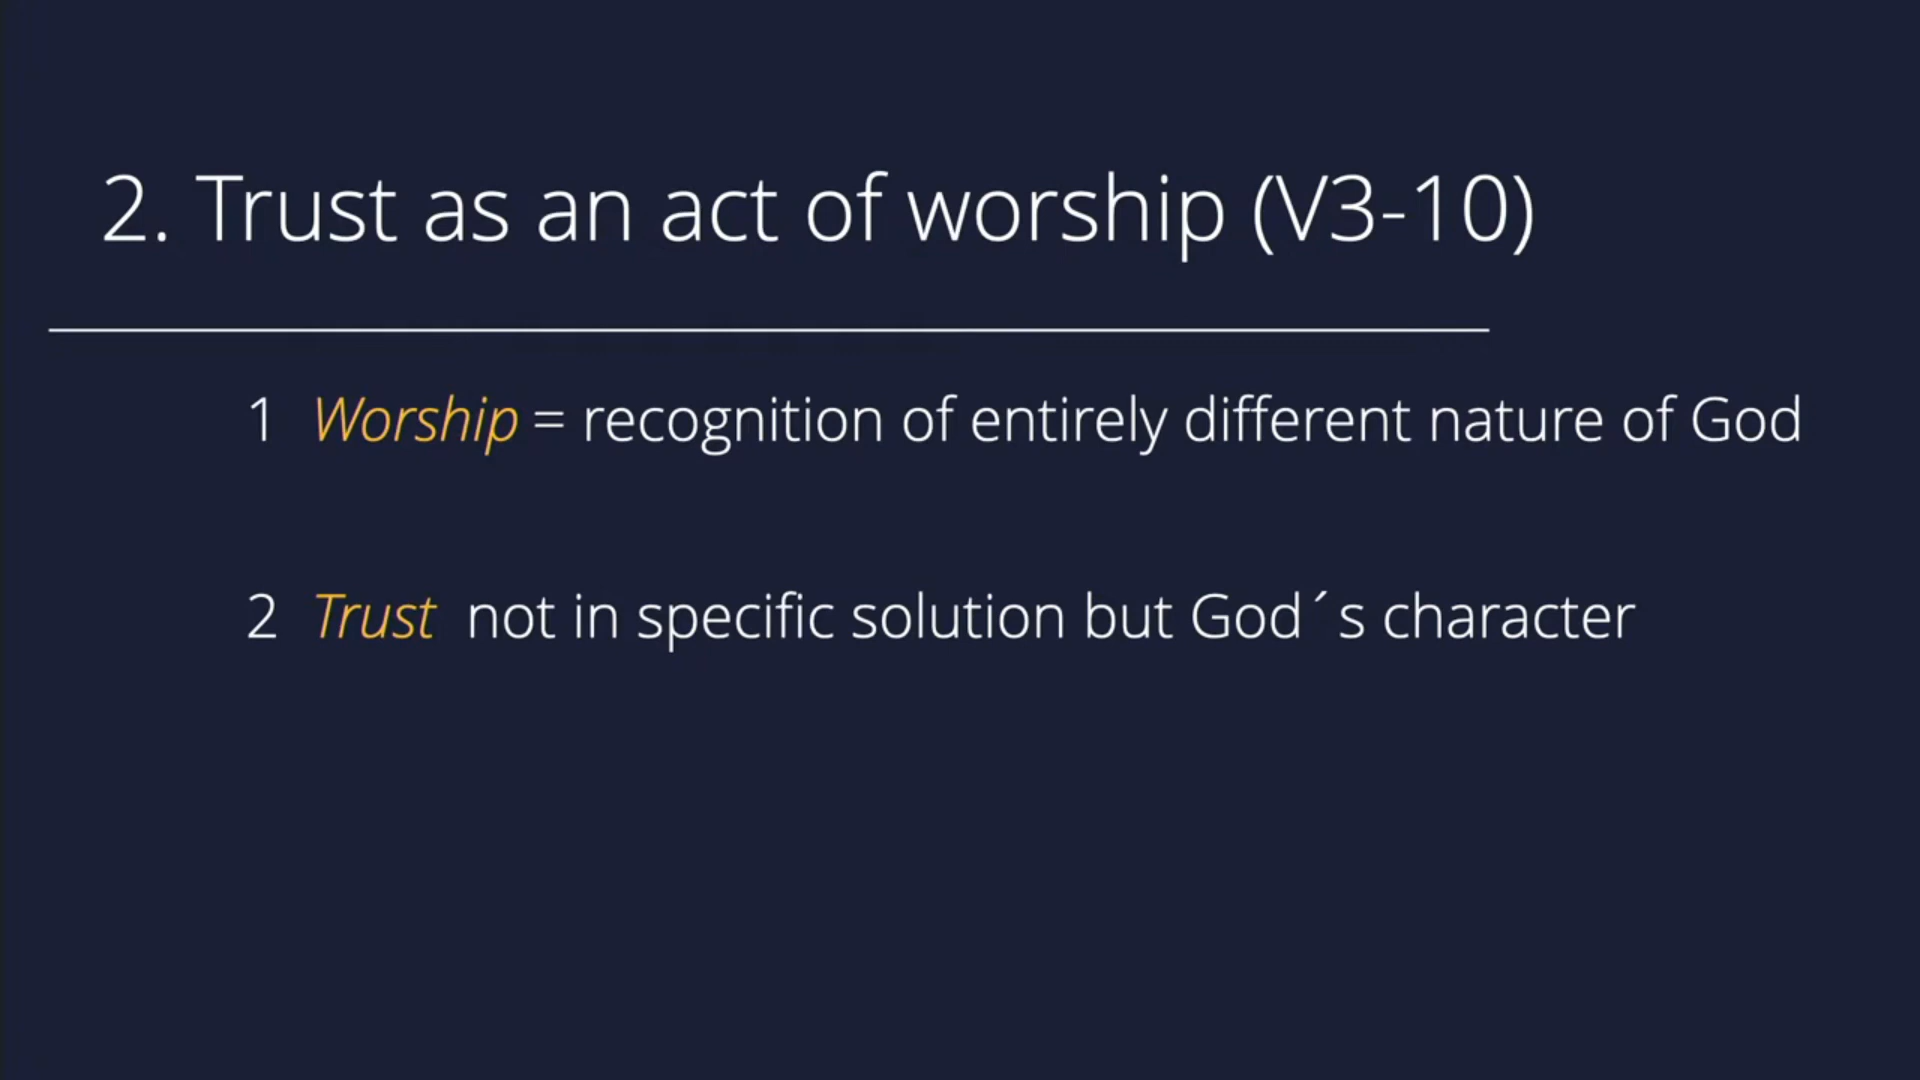 2. Trust as an act of worship (V3-10)
1 Worship = recognition of entirely different nature of God
2 Trust not in specific solution but God´s character